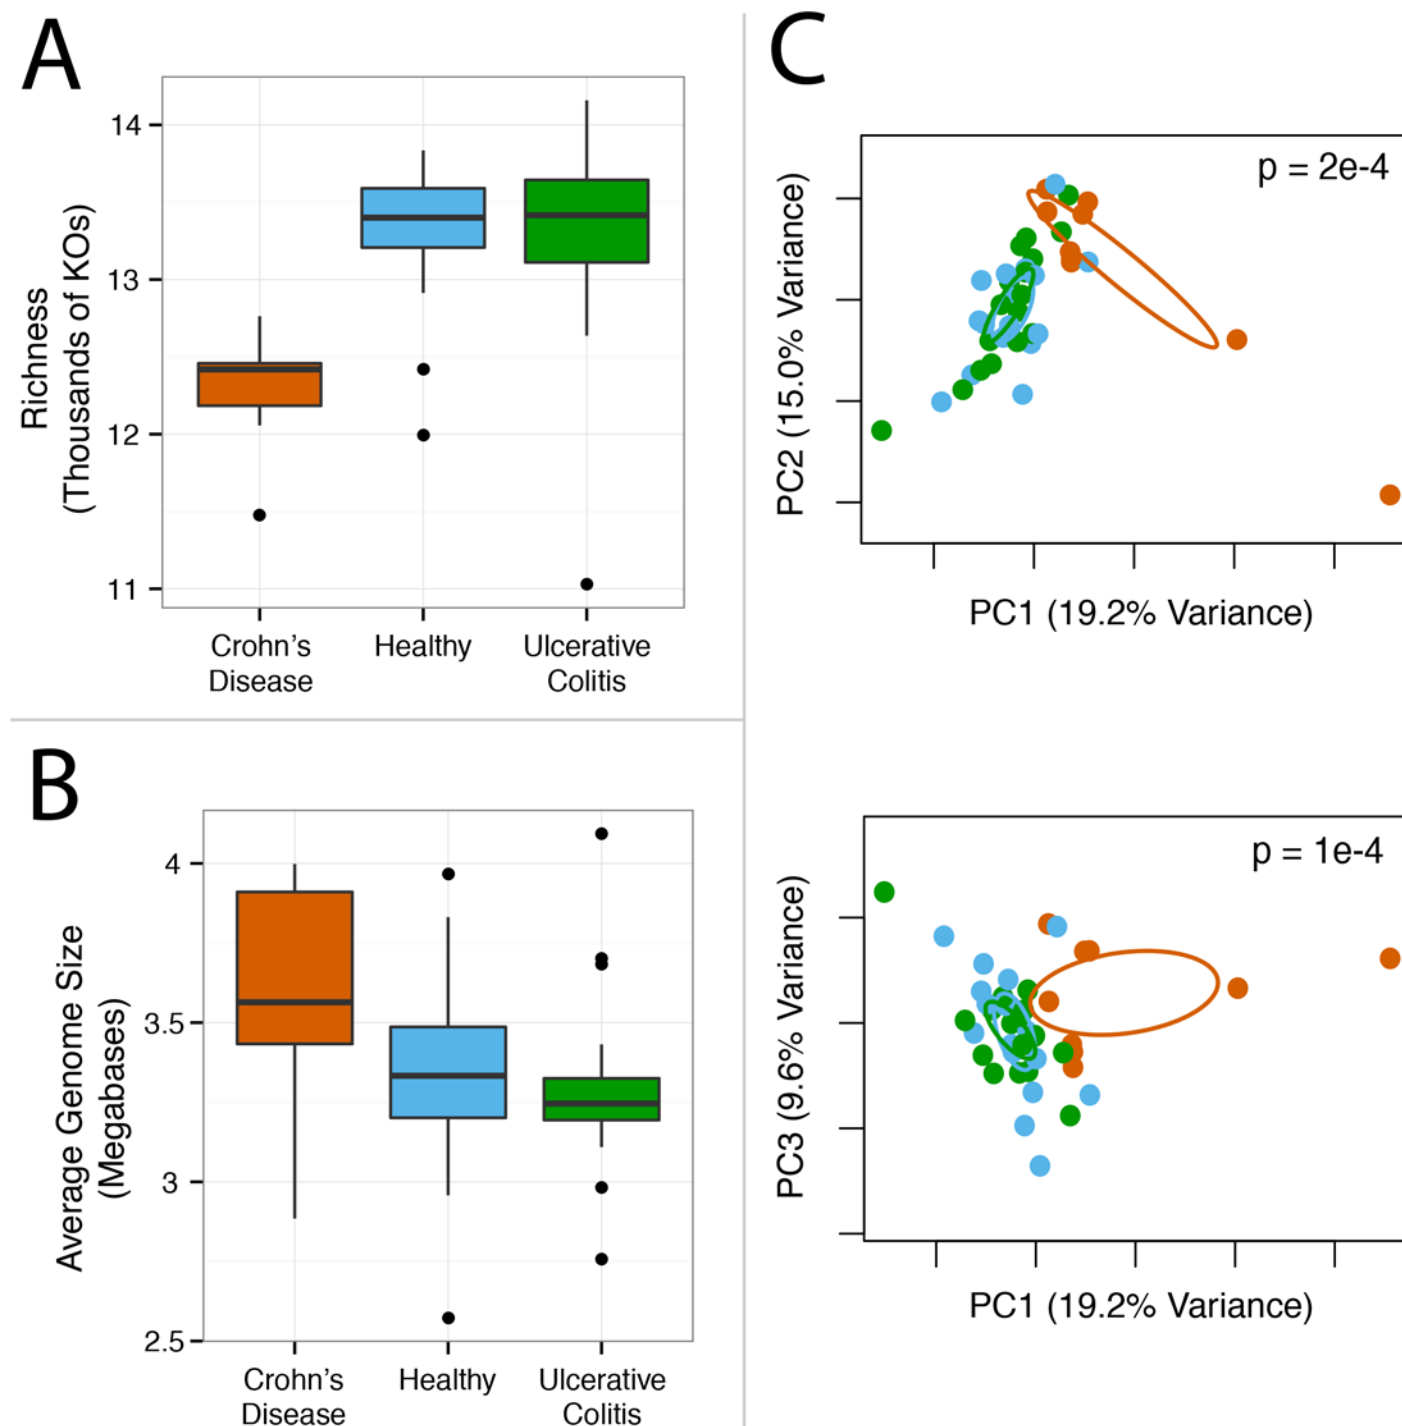 A
Richness
(Thousands of KOs)
14
13
12
11
Crohn's
Disease
Healthy
Ulcerative
Colitis
B
Average Genome Size
(Megabases)
4
3.5
3
2.5
Crohn's
Disease
Healthy
Ulcerative
Colitis
C
p = 2e-4
PC2 (15.0% Variance)
PC1 (19.2% Variance)
p = 1e-4
PC3 (9.6% Variance)
PC1 (19.2% Variance)